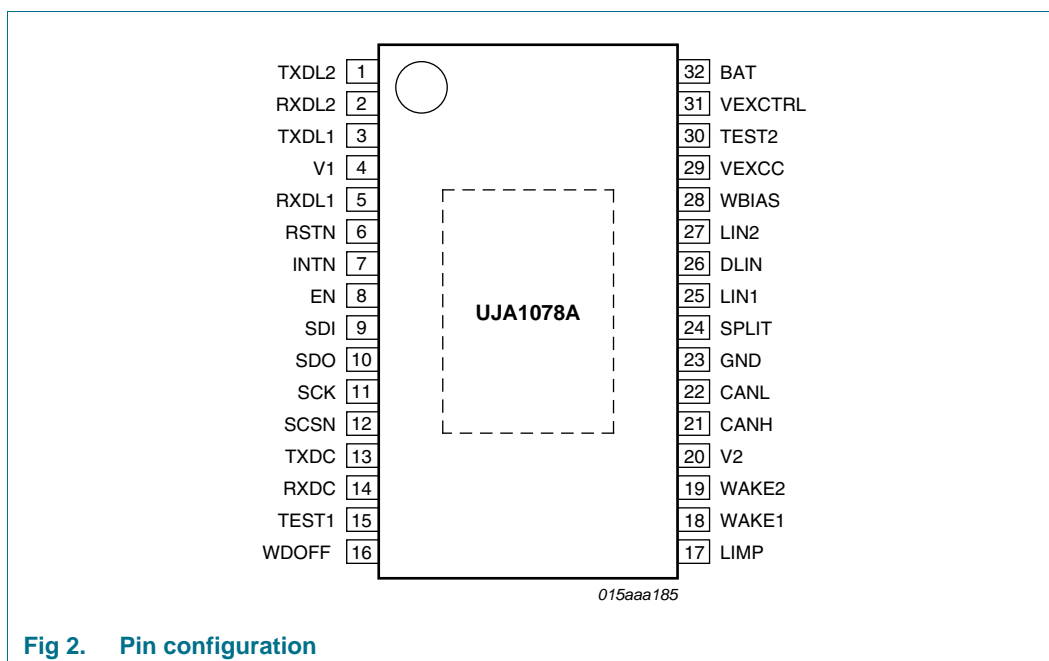 TXDL2 1
RXDL2 2
TXDL1 3
V1 4
RXDL1 5
RSTN 6
INTN 7
EN 8
SDI 9
SDO 10
SCK 11
SCSN 12
TXDC 13
RXDC 14
TEST1 15
WDOFF 16
UJA1078A
32 BAT
31 VEXCTRL
30 TEST2
29 VEXCC
28 WBIAS
27 LIN2
26 DLIN
25 LIN1
24 SPLIT
23 GND
22 CANL
21 CANH
20 V2
19 WAKE2
18 WAKE1
17 LIMP
015aaa185
Fig 2. Pin configuration